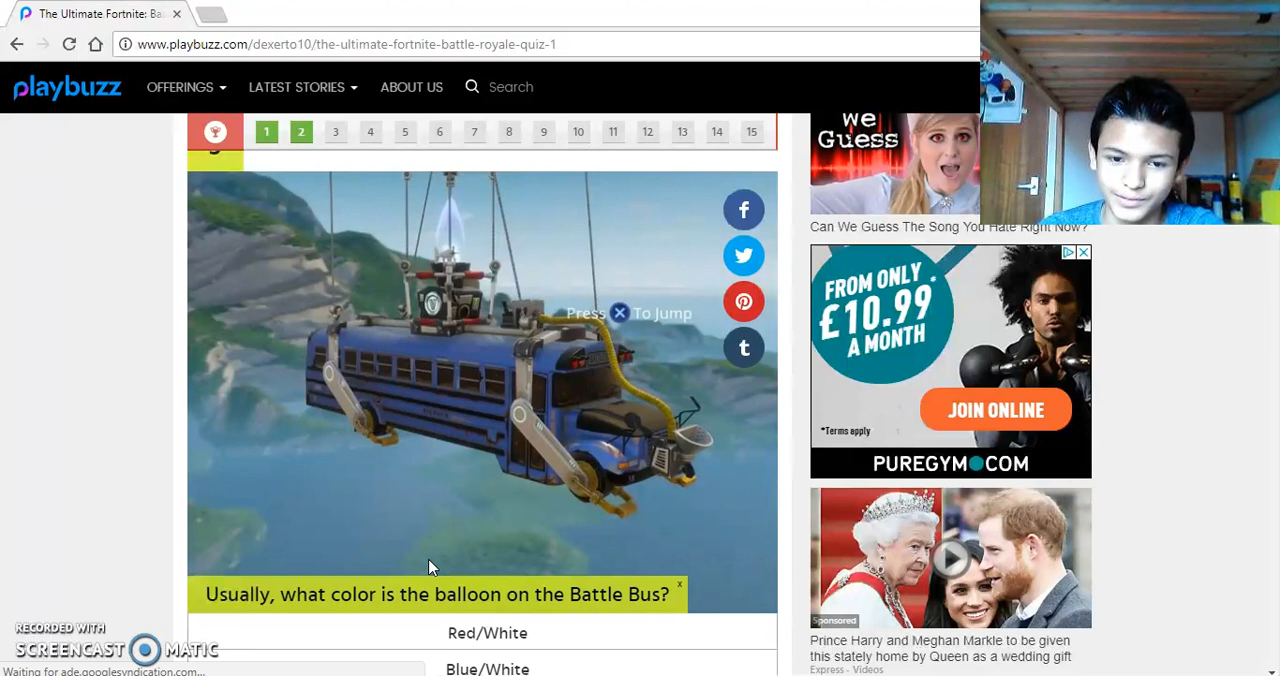 The Ultimate Fortnite: Ba
www.playbuzz.com/dexerto10/the-ultimate-fortnite-battle-royale-quiz-1
playbuzz OFFERINGS LATEST STORIES ABOUT US Search
1 2 3 4 5 6 7 8 9 10 11 12 13 14 15
We
Guess
Can We Guess The Song You Hate Right Now?
Press X To Jump
FROM ONLY
£10.99*
A MONTH
JOIN ONLINE
*Terms apply
PUREGYM.COM
Usually, what color is the balloon on the Battle Bus? x
Red/White
Blue/White
Sponsored
Prince Harry and Meghan Markle to be given
this stately home by Queen as a wedding gift
Express - Videos
RECORDED WITH
SCREENCAST MATIC
Waiting for ade.googlesyndication.com...